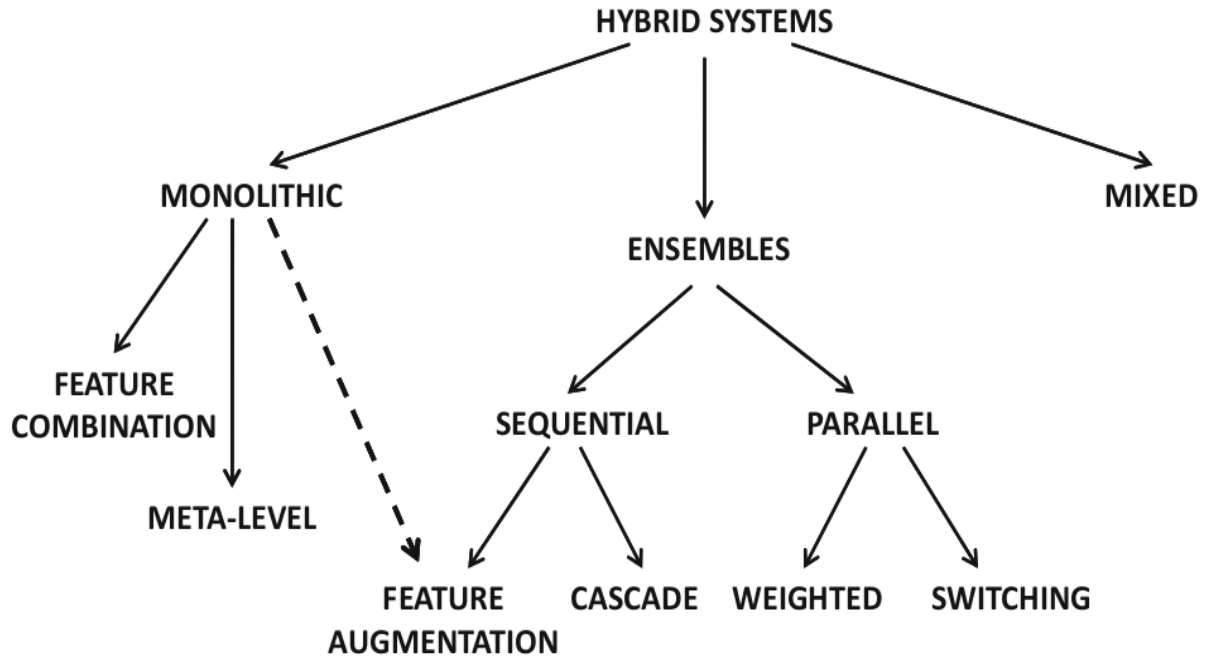 HYBRID SYSTEMS
MONOLITHIC
MIXED
ENSEMBLES
FEATURE
COMBINATION
SEQUENTIAL
PARALLEL
META-LEVEL
FEATURE
AUGMENTATION
CASCADE
WEIGHTED
SWITCHING